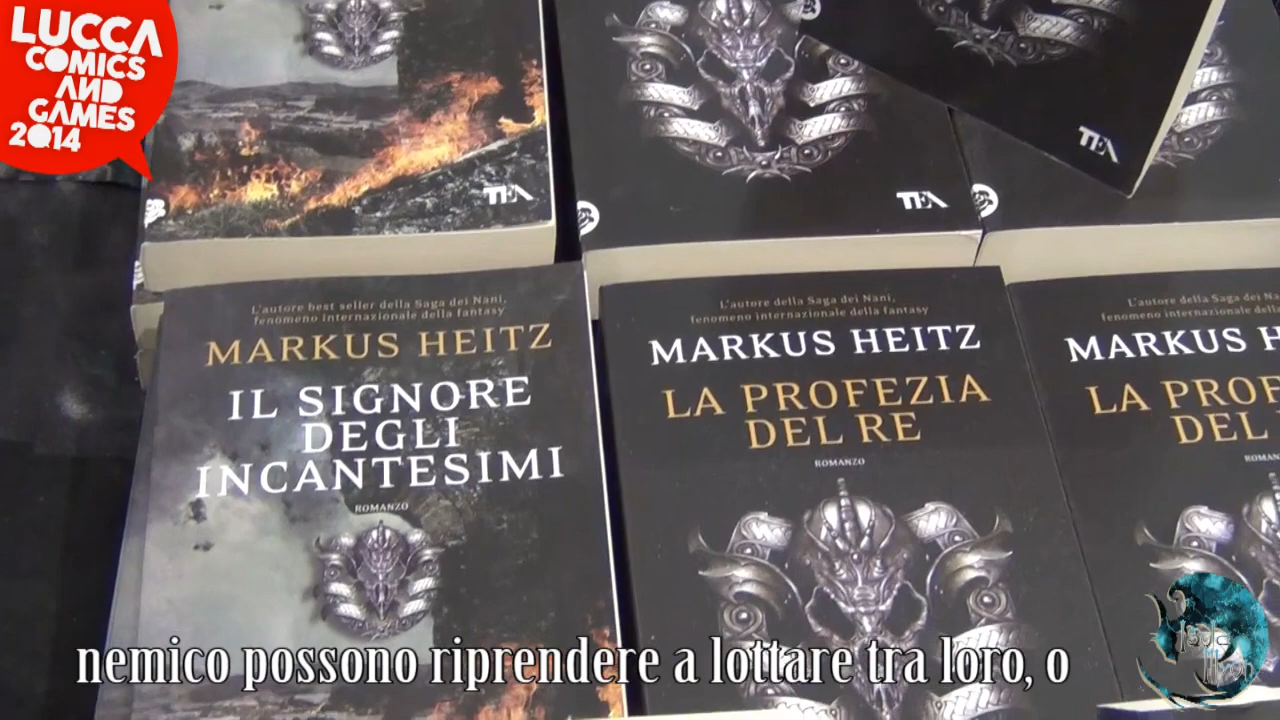 LUCCA
COMICS
AND
GAMES
2014
TEA
TEA
TEA
L'autore best seller della Saga dei Nani,
fenomeno internazionale della fantasy
MARKUS HEITZ
IL SIGNORE
DEGLI
INCANTESIMI
ROMANZO
L'autore della Saga dei Nani,
fenomeno internazionale della fantasy
MARKUS HEITZ
LA PROFEZIA
DEL RE
ROMANZO
L'autore della Saga dei
fenomeno internazionale
MARKUS H
LA PROF
DEL
ROMAN
nemico possono riprendere a lottare tra loro, o